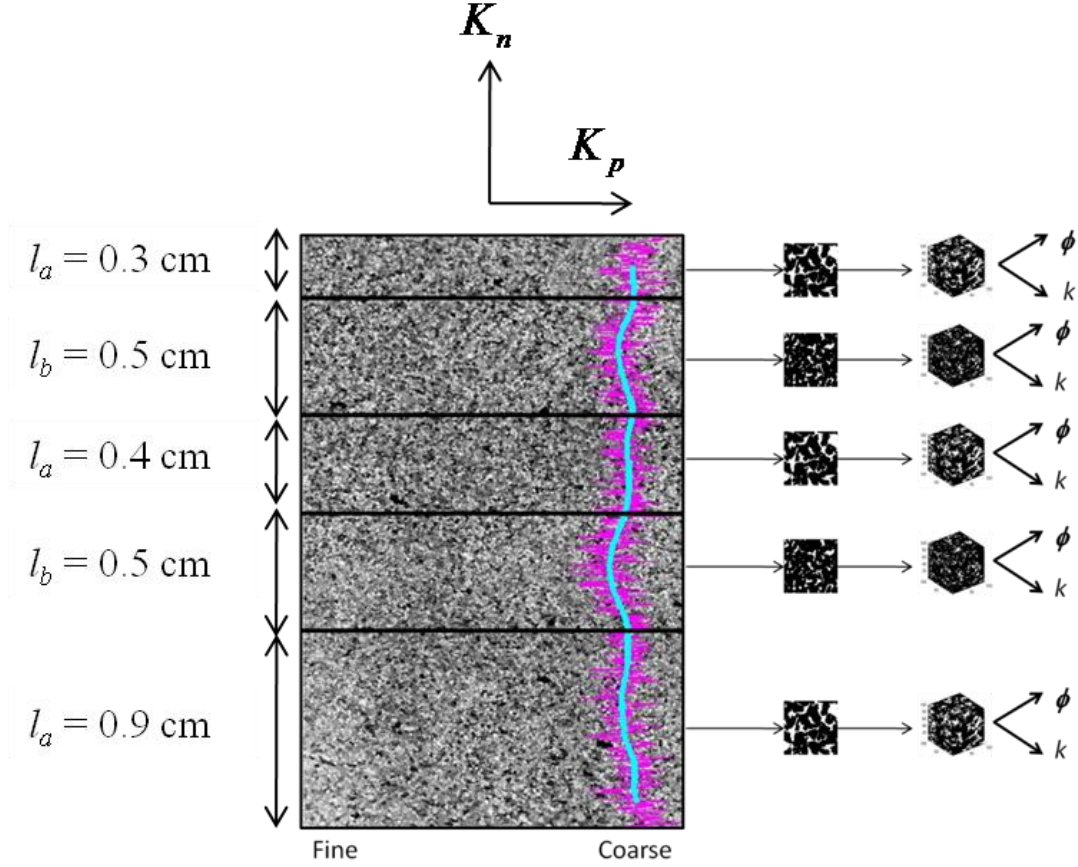 K_n
K_p
l_a = 0.3 cm
ϕ
k
l_b = 0.5 cm
ϕ
k
l_a = 0.4 cm
ϕ
k
l_b = 0.5 cm
ϕ
k
l_a = 0.9 cm
ϕ
k
Fine Coarse